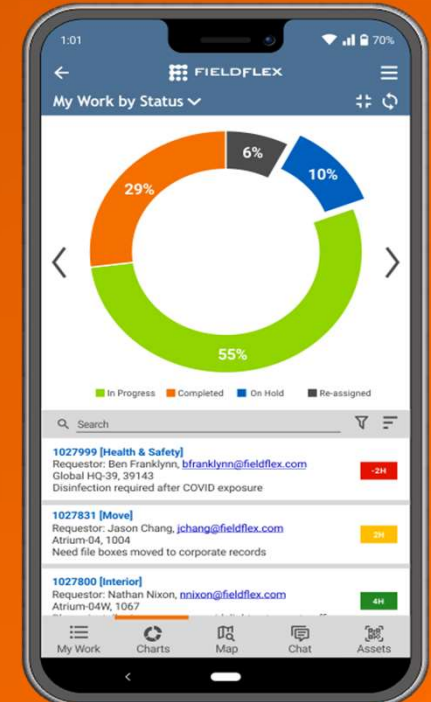 1:01
70%
FIELDFLEX
My Work by Status
6%
10%
29%
55%
In Progress Completed On Hold Re-assigned
Search
1027999 [Health & Safety]
Requestor: Ben Franklynn, bfranklynn@fieldflex.com
-2H
Global HQ-39, 39143
Disinfection required after COVID exposure
1027831 [Move]
Requestor: Jason Chang, jchang@fieldflex.com
2H
Atrium-04, 1004
Need file boxes moved to corporate records
1027800 [Interior]
Requestor: Nathan Nixon, nnixon@fieldflex.com
4H
Atrium-04W, 1067
My Work Charts Map Chat Assets